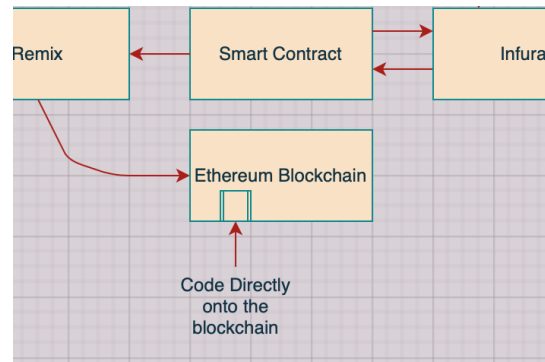 Remix
Smart Contract
Infura
Ethereum Blockchain
Code Directly
onto the
blockchain